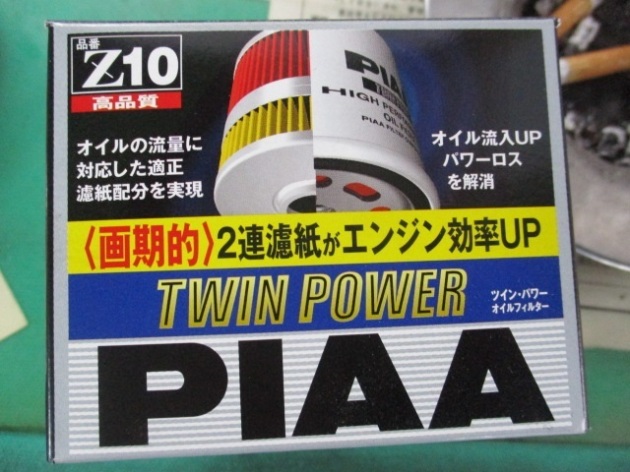 品番
Z10
高品質
オイルの流量に
対応した適正
濾紙配分を実現
PIAA
オイル流入UP
パワーロス
を解消
〈画期的〉2連濾紙がエンジン効率UP
TWIN POWER
ツイン・パワー
オイルフィルター
PIAA